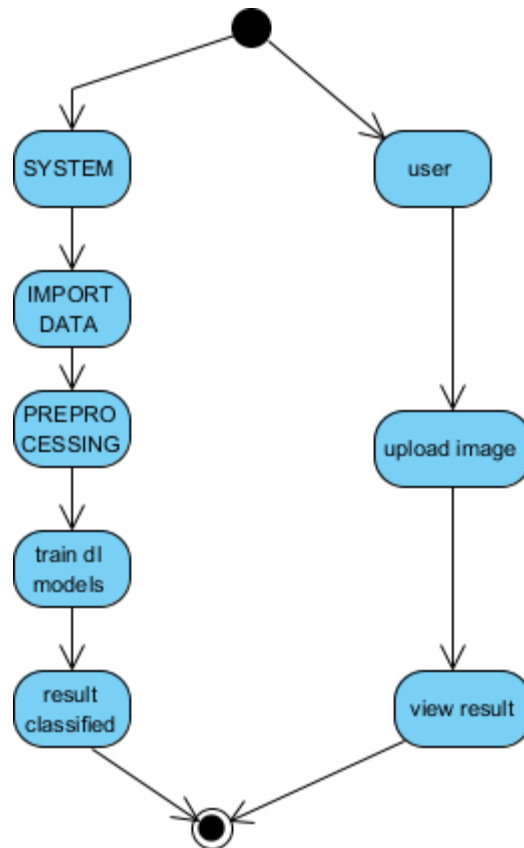 SYSTEM
user
IMPORT
DATA
PREPRO
CESSING
upload image
train dl
models
result
classified
view result